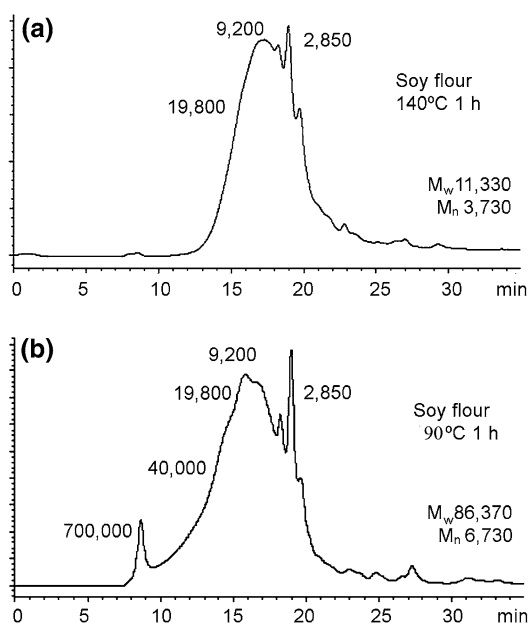 (a)
9,200
2,850
19,800
Soy flour
140ºC 1 h
Mw11,330
Mn 3,730
0 5 10 15 20 25 30 min
(b)
9,200
19,800
2,850
40,000
700,000
Soy flour
90ºC 1 h
Mw86,370
Mn 6,730
0 5 10 15 20 25 30 min